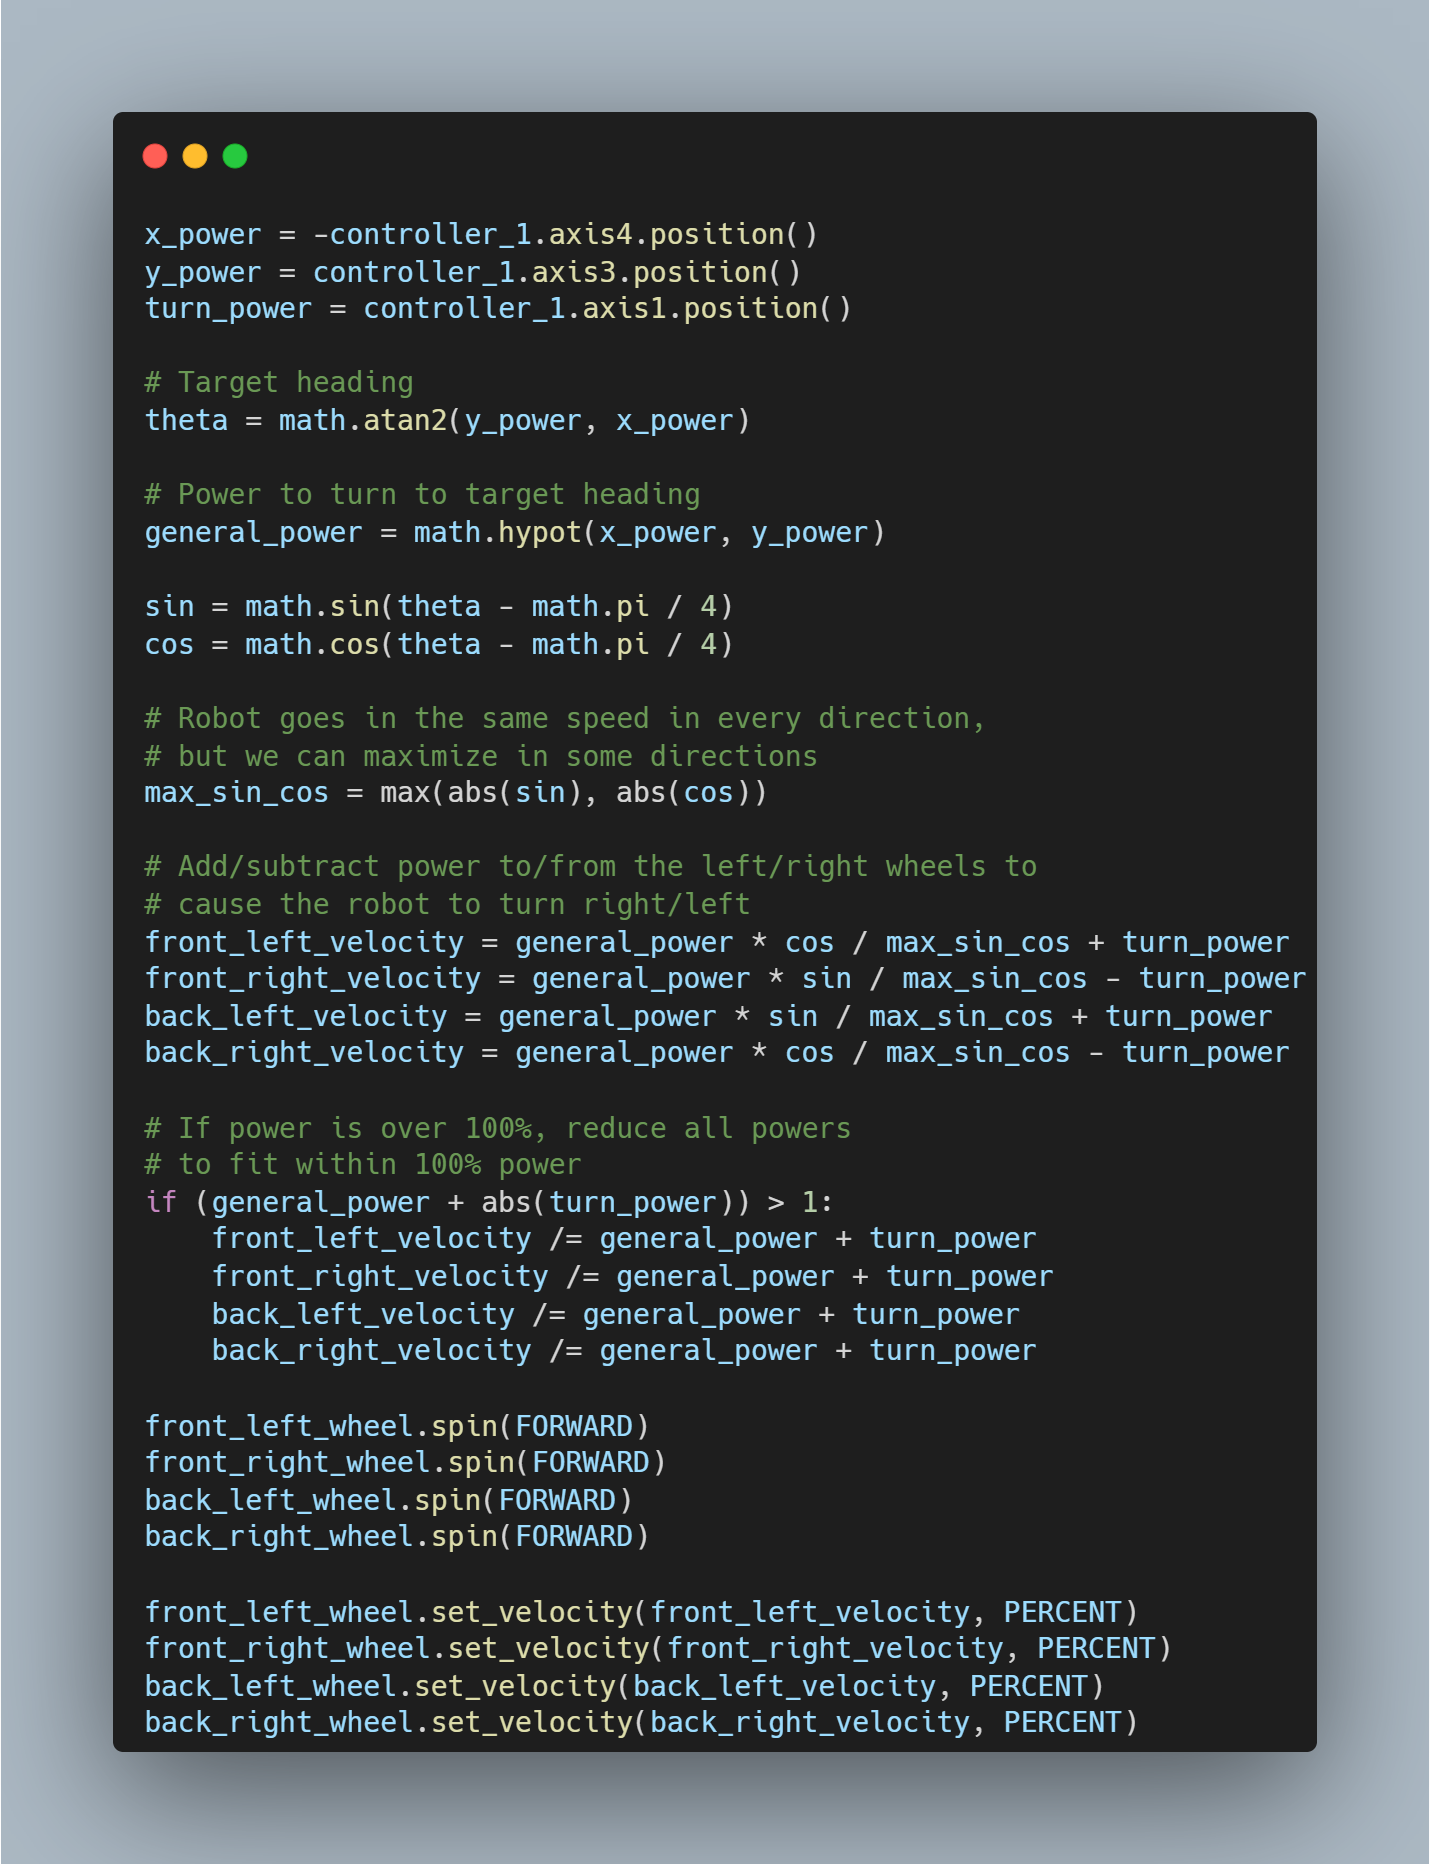 x_power = -controller_1.axis4.position()
y_power = controller_1.axis3.position()
turn_power = controller_1.axis1.position()

# Target heading
theta = math.atan2(y_power, x_power)

# Power to turn to target heading
general_power = math.hypot(x_power, y_power)

sin = math.sin(theta - math.pi / 4)
cos = math.cos(theta - math.pi / 4)

# Robot goes in the same speed in every direction,
# but we can maximize in some directions
max_sin_cos = max(abs(sin), abs(cos))

# Add/subtract power to/from the left/right wheels to
# cause the robot to turn right/left
front_left_velocity = general_power * cos / max_sin_cos + turn_power
front_right_velocity = general_power * sin / max_sin_cos - turn_power
back_left_velocity = general_power * sin / max_sin_cos + turn_power
back_right_velocity = general_power * cos / max_sin_cos - turn_power

# If power is over 100%, reduce all powers
# to fit within 100% power
if (general_power + abs(turn_power)) > 1:
    front_left_velocity /= general_power + turn_power
    front_right_velocity /= general_power + turn_power
    back_left_velocity /= general_power + turn_power
    back_right_velocity /= general_power + turn_power

front_left_wheel.spin(FORWARD)
front_right_wheel.spin(FORWARD)
back_left_wheel.spin(FORWARD)
back_right_wheel.spin(FORWARD)

front_left_wheel.set_velocity(front_left_velocity, PERCENT)
front_right_wheel.set_velocity(front_right_velocity, PERCENT)
back_left_wheel.set_velocity(back_left_velocity, PERCENT)
back_right_wheel.set_velocity(back_right_velocity, PERCENT)